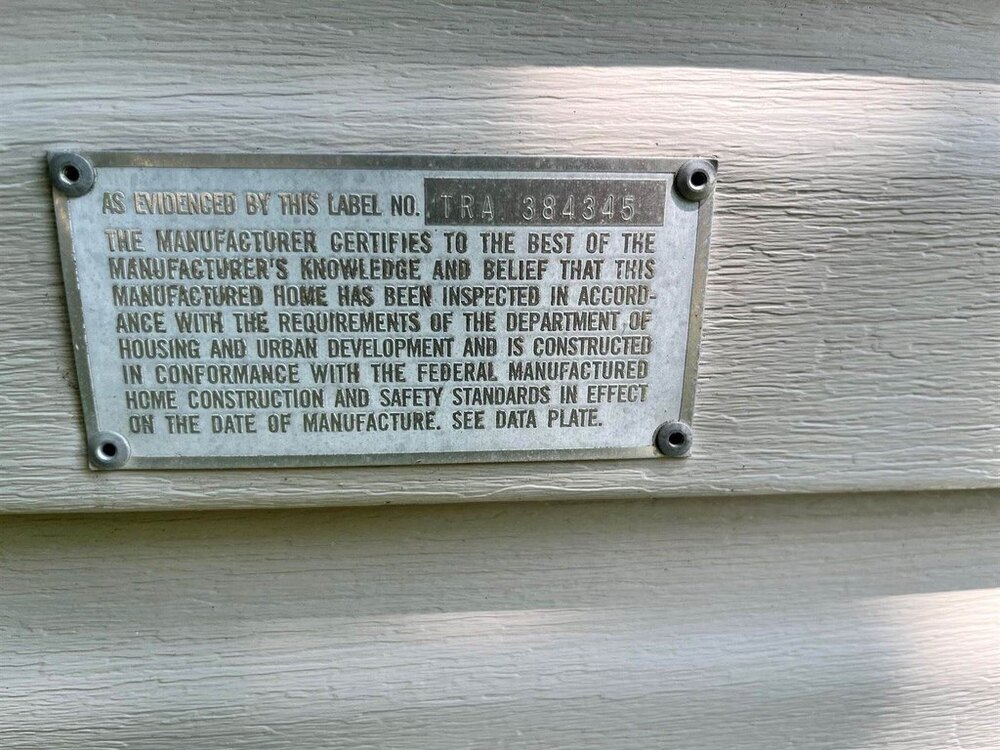 AS EVIDENCED BY THIS LABEL NO. TRA 384345
THE MANUFACTURER CERTIFIES TO THE BEST OF THE
MANUFACTURER'S KNOWLEDGE AND BELIEF THAT THIS
MANUFACTURED HOME HAS BEEN INSPECTED IN ACCORD-
ANCE WITH THE REQUIREMENTS OF THE DEPARTMENT OF
HOUSING AND URBAN DEVELOPMENT AND IS CONSTRUCTED
IN CONFORMANCE WITH THE FEDERAL MANUFACTURED
HOME CONSTRUCTION AND SAFETY STANDARDS IN EFFECT
ON THE DATE OF MANUFACTURE. SEE DATA PLATE.